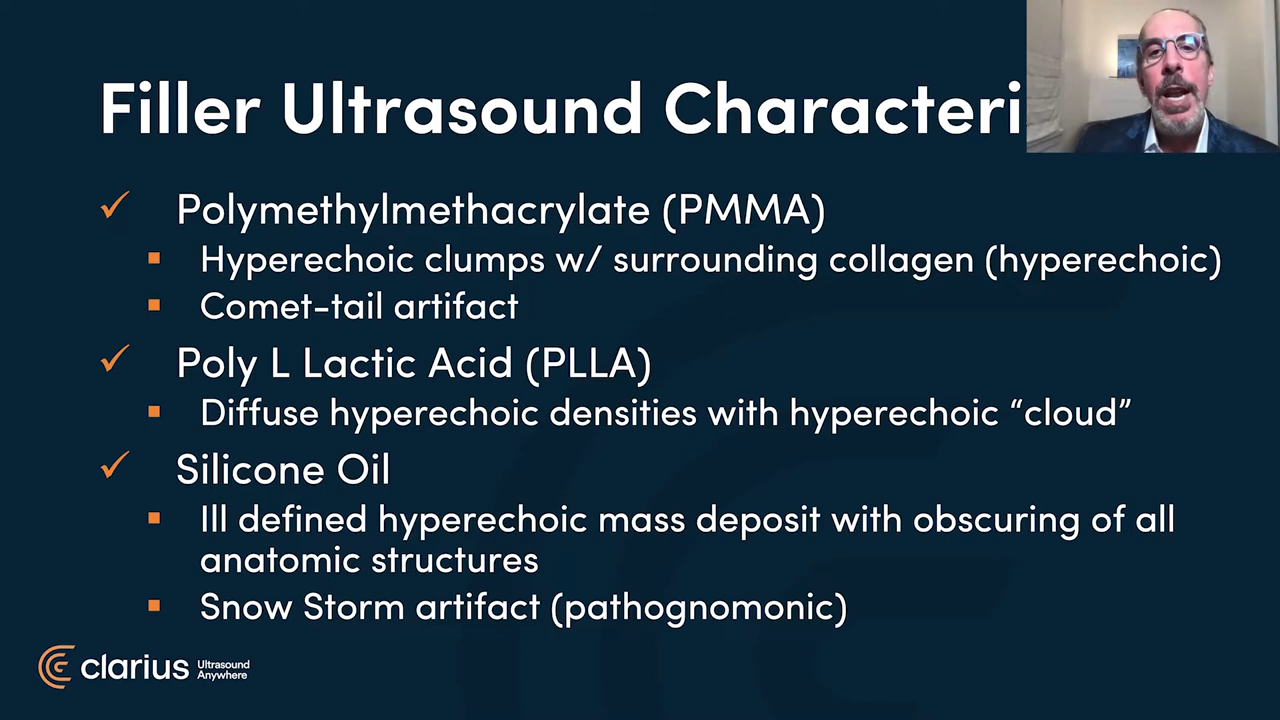 Filler Ultrasound Characteri
Polymethylmethacrylate (PMMA)
Hyperechoic clumps w/ surrounding collagen (hyperechoic)
Comet-tail artifact
Poly L Lactic Acid (PLLA)
Diffuse hyperechoic densities with hyperechoic “cloud”
Silicone Oil
Ill defined hyperechoic mass deposit with obscuring of all
anatomic structures
Snow Storm artifact (pathognomonic)
clarius Ultrasound
Anywhere